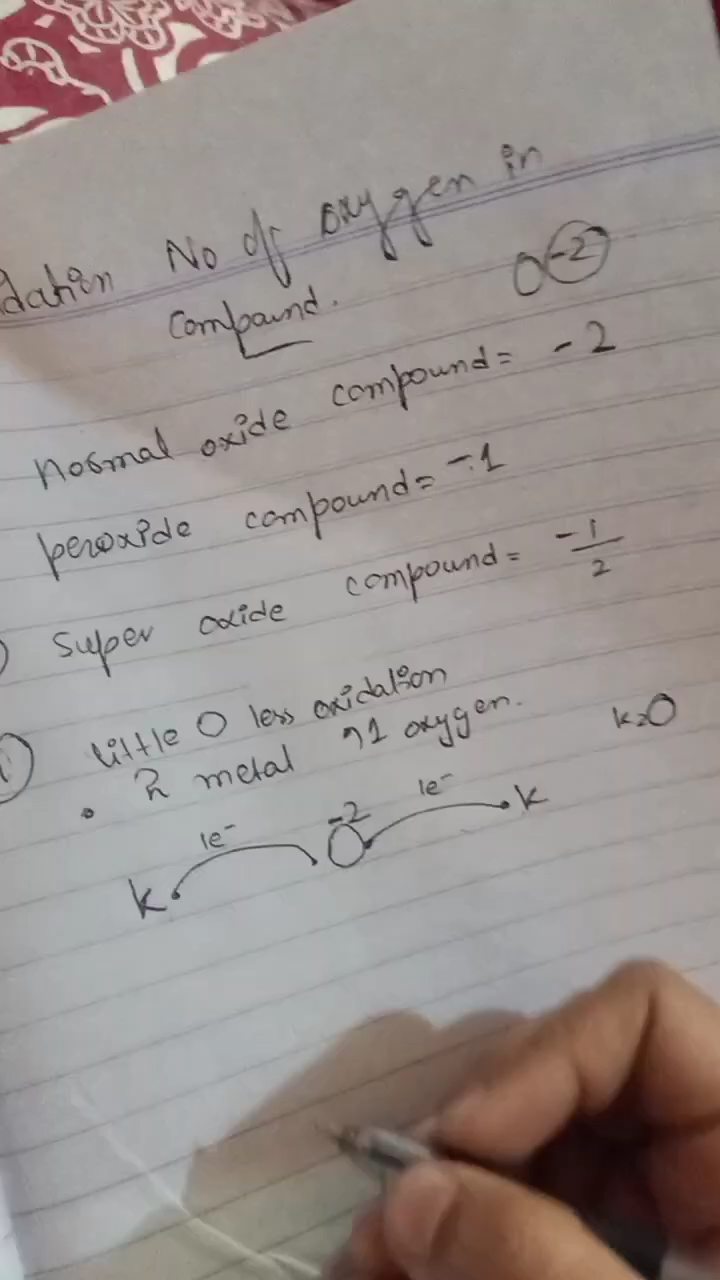 dation No of oxygen in
compound.
O -2
Normal oxide compound = -2
peroxide compound = -1
Super oxide compound = -1/2
little O less oxidation
metal 1 oxygen.
K2O
1e- -2 1e-
K O K